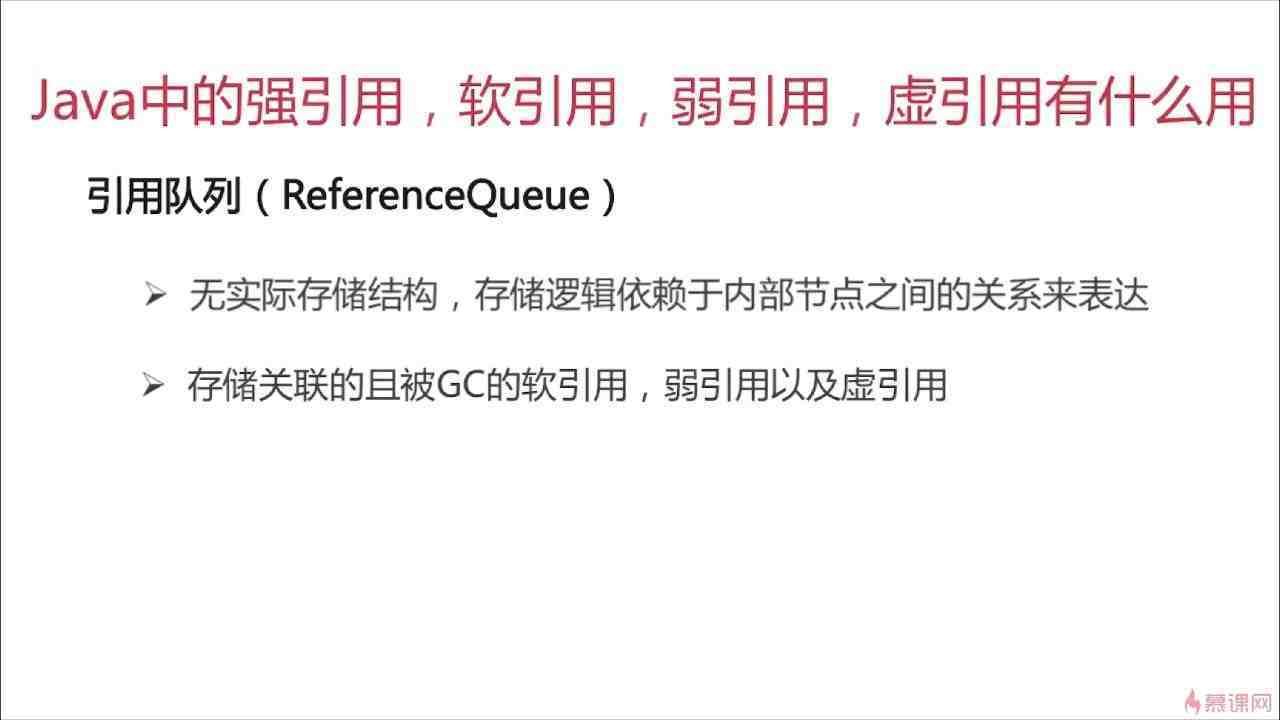 Java中的强引用，软引用，弱引用，虚引用有什么用
引用队列（ReferenceQueue）
无实际存储结构，存储逻辑依赖于内部节点之间的关系来表达
存储关联的且被GC的软引用，弱引用以及虚引用
慕课网